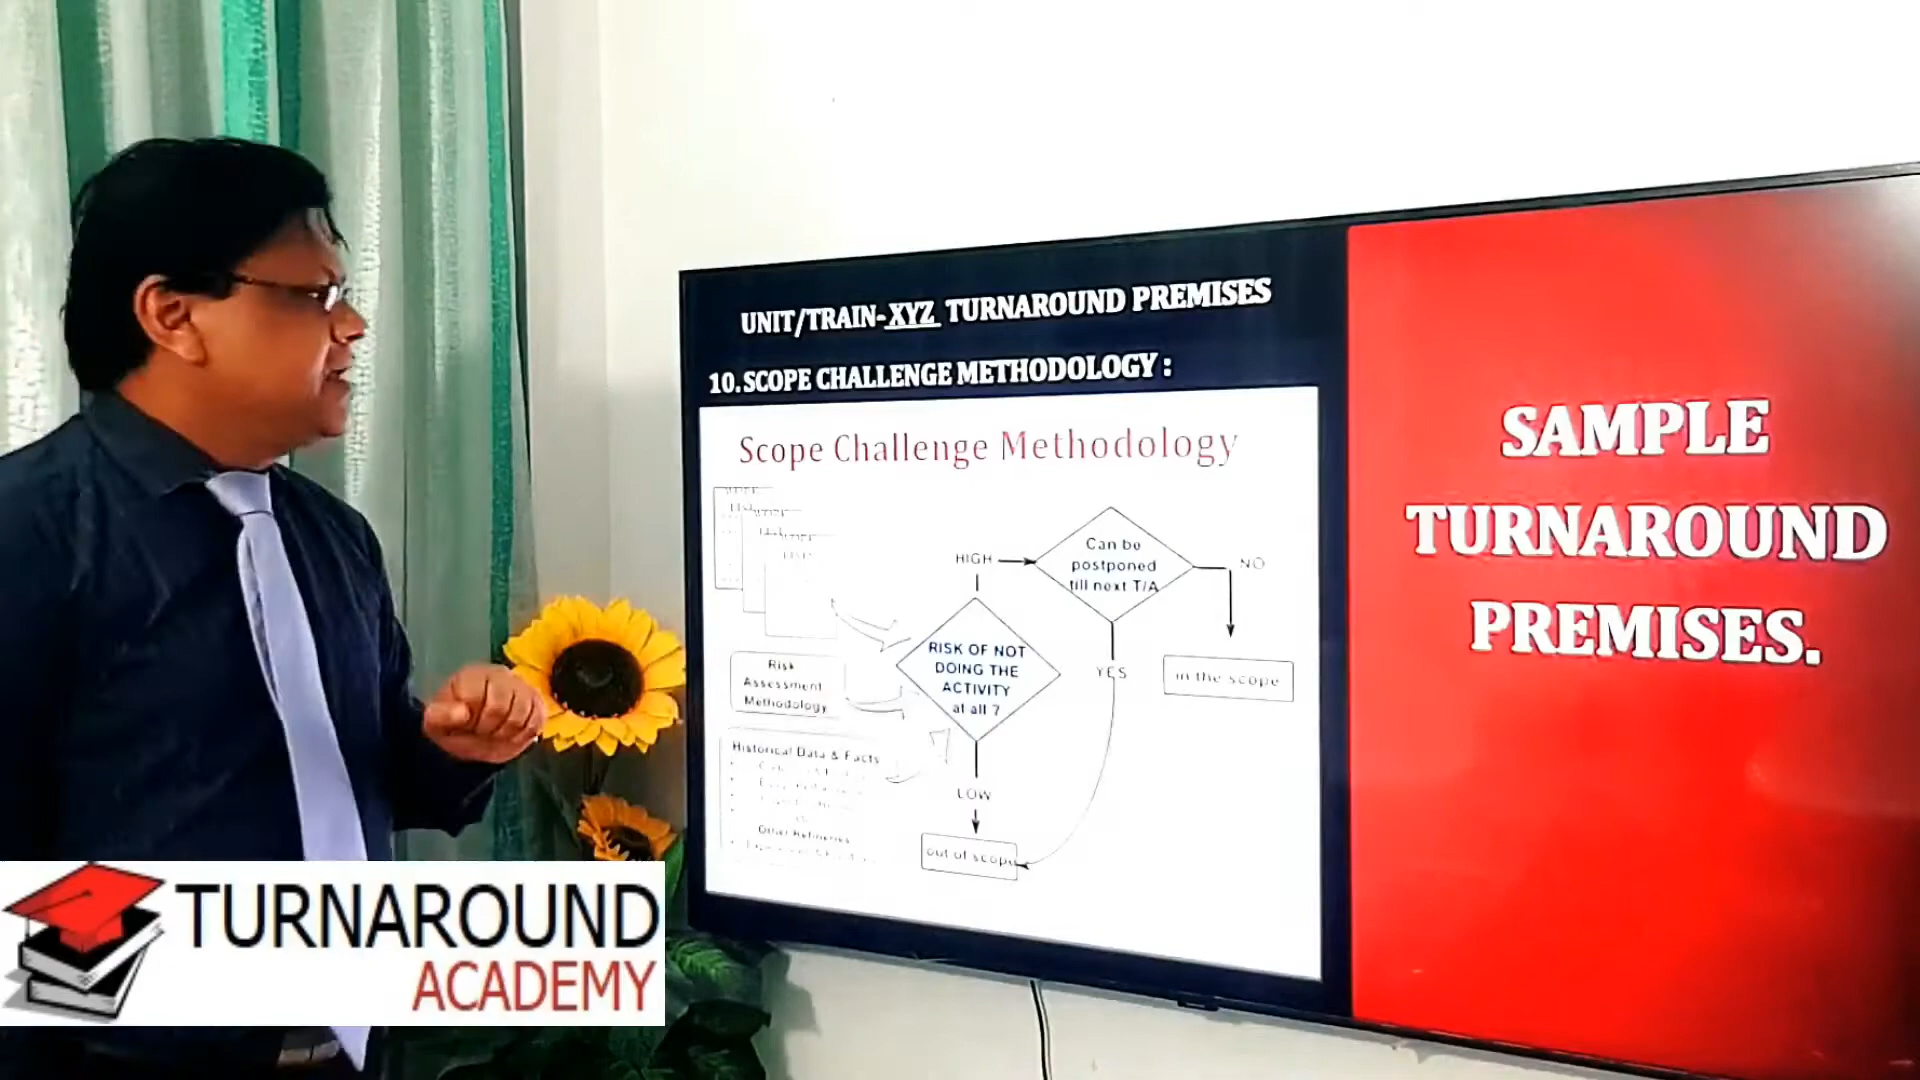 UNIT/TRAIN-XYZ TURNAROUND PREMISES
10. SCOPE CHALLENGE METHODOLOGY :
Scope Challenge Methodology
HIGH
Can be
postponed
till next T/A
NO
RISK OF NOT
DOING THE
ACTIVITY
at all ?
YES
in the scope
Risk
Assessment
Methodology
Historical Data & Facts
Other Refineries
LOW
out of scope
SAMPLE
TURNAROUND
PREMISES.
TURNAROUND
ACADEMY